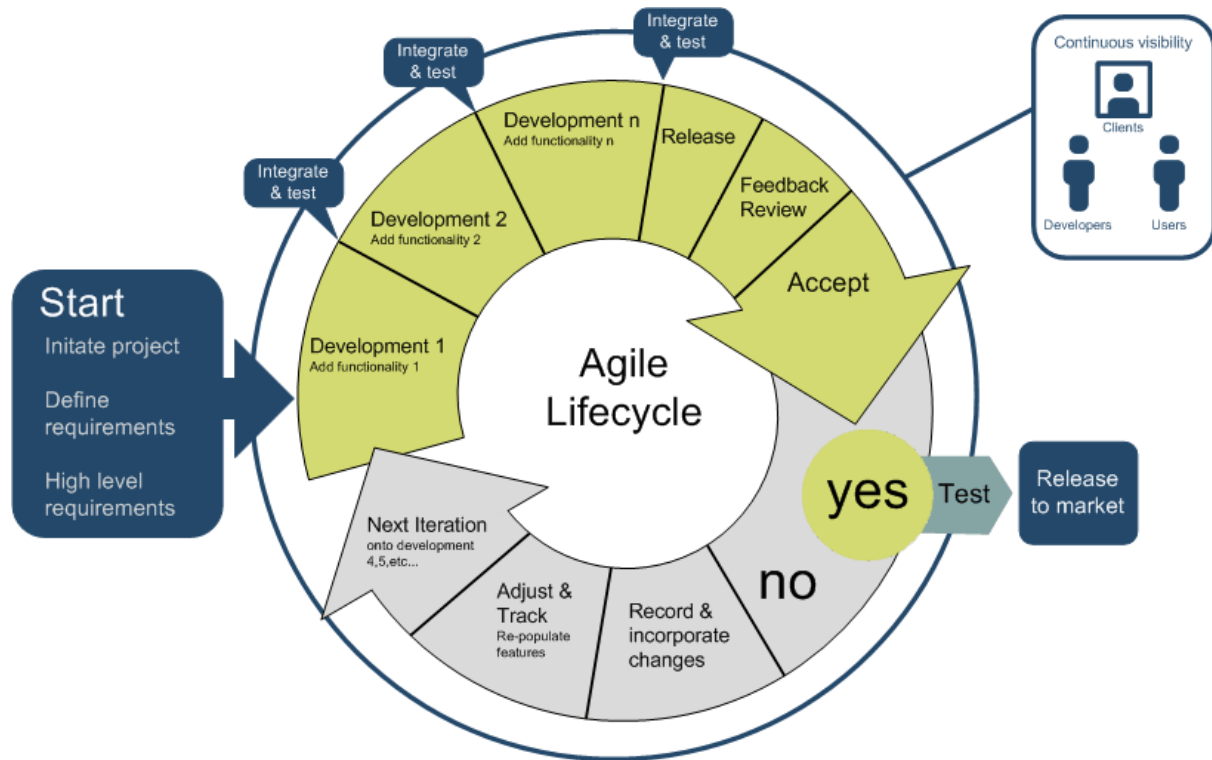 Start
Initate project
Define
requirements
High level
requirements
Development 1
Add functionality 1
Integrate
& test
Development 2
Add functionality 2
Integrate
& test
Development n
Add functionality n
Integrate
& test
Release
Feedback
Review
Accept
Agile
Lifecycle
yes
Test
Release
to market
no
Record &
incorporate
changes
Adjust &
Track
Re-populate
features
Next Iteration
onto development
4,5,etc...
Continuous visibility
Clients
Developers
Users